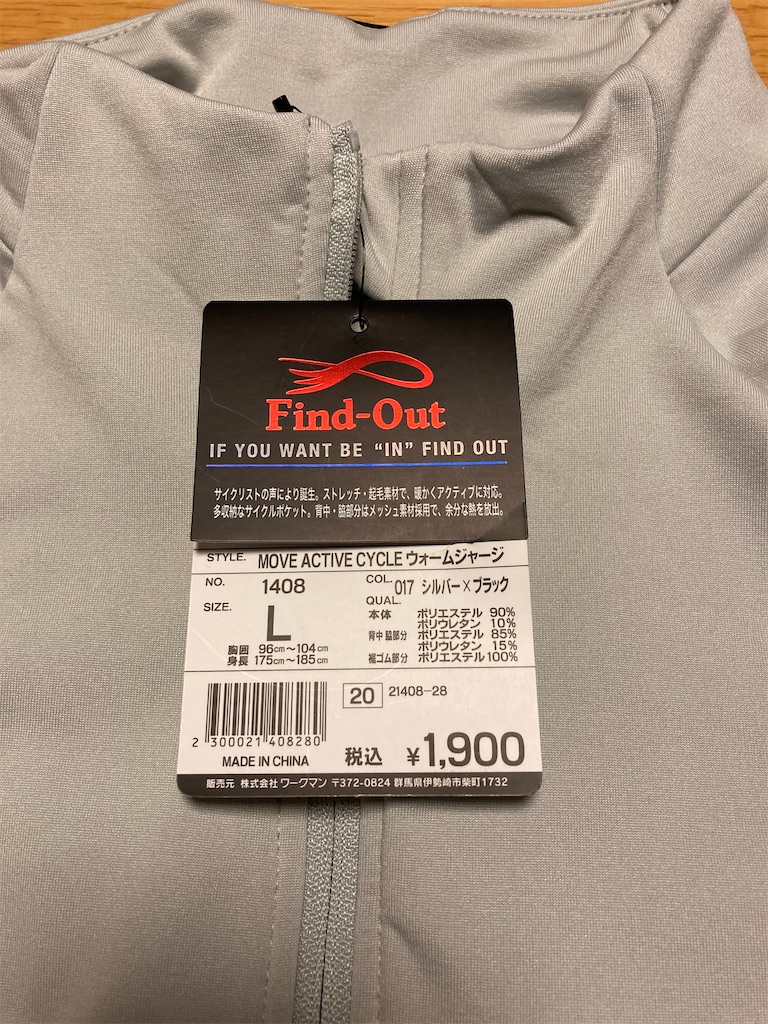 Find-Out
IF YOU WANT BE “IN” FIND OUT
サイクリストの声により誕生。ストレッチ・起毛素材で、暖かくアクティブに対応。
多収納なサイクルポケット。背中・脇部分はメッシュ素材採用で、余分な熱を放出。
STYLE. MOVE ACTIVE CYCLE ウォームジャージ
NO. 1408
COL. 017 シルバー×ブラック
SIZE. L
胸囲 96cm〜104cm
身長 175cm〜185cm
QUAL.
本体 ポリエステル 90%
ポリウレタン 10%
背中 脇部分 ポリエステル 85%
ポリウレタン 15%
裾ゴム部分 ポリエステル100%
20 21408-28
2 300021 408280
MADE IN CHINA
税込 ¥1,900
販売元 株式会社 ワークマン 〒372-0824 群馬県伊勢崎市柴町1732